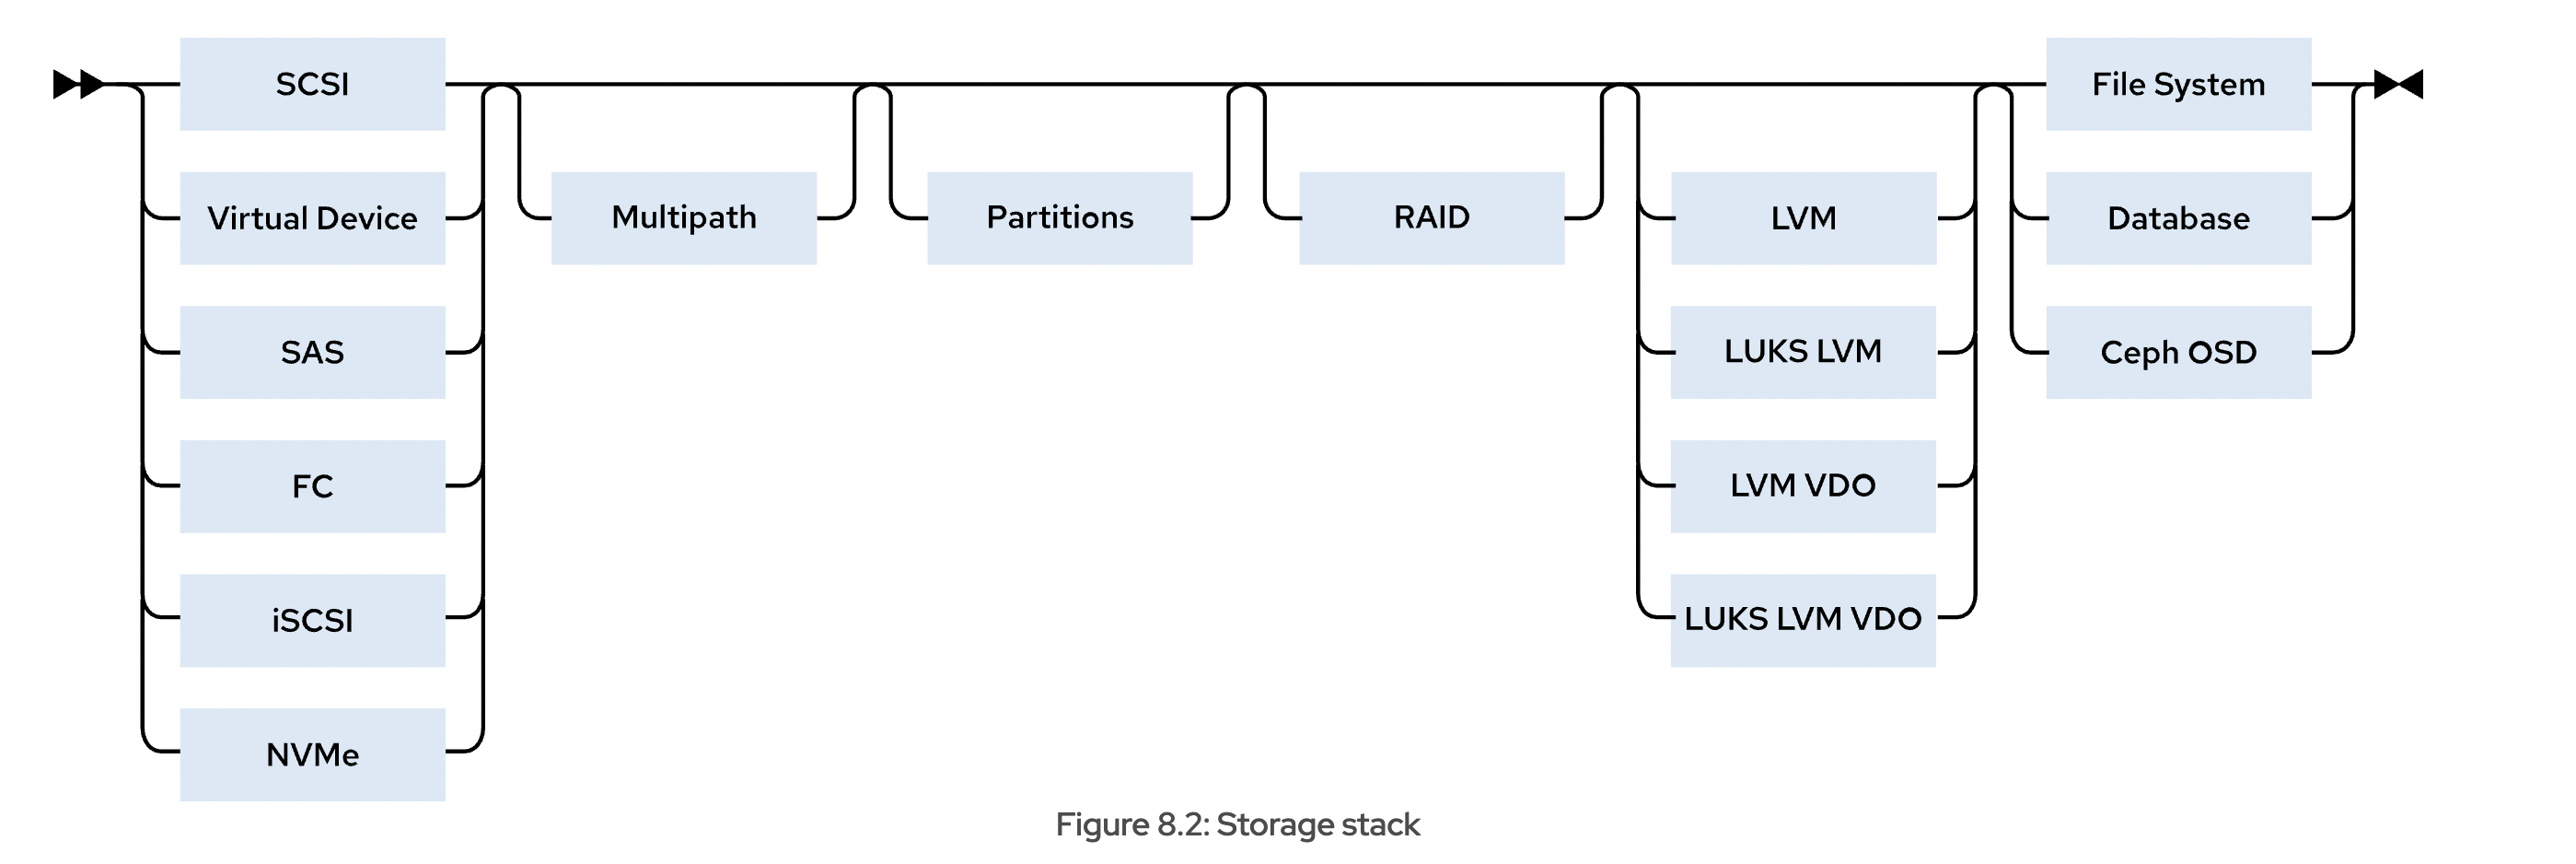 SCSI
Virtual Device
SAS
FC
iSCSI
NVMe
Multipath
Partitions
RAID
LVM
LUKS LVM
LVM VDO
LUKS LVM VDO
File System
Database
Ceph OSD
Figure 8.2: Storage stack